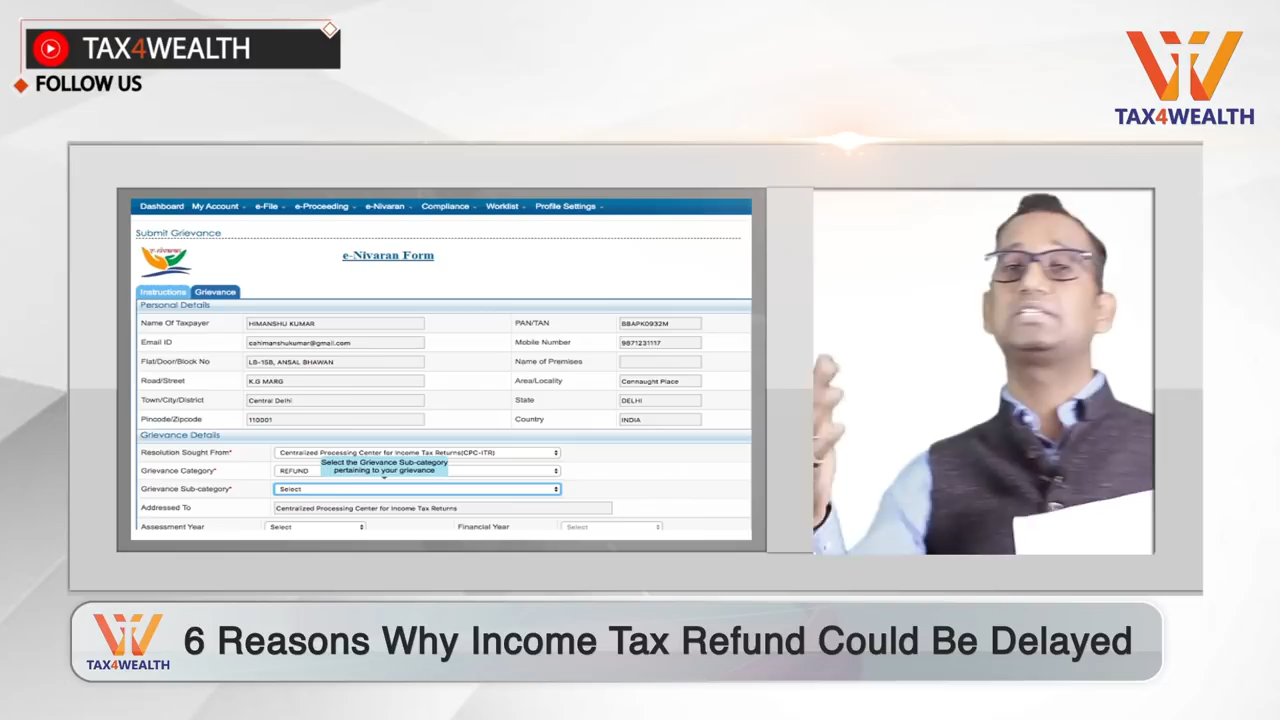 TAX4WEALTH
FOLLOW US
TAX4WEALTH
Dashboard My Account e-File e-Proceeding e-Nivaran Compliance Worklist Profile Settings
Submit Grievance
e-Nivaran Form
Instructions Grievance
Personal Details
Name Of Taxpayer HIMANSHU KUMAR PAN/TAN BBAPK0932M
Email ID cahimanshukumar@gmail.com Mobile Number 9871231117
Flat/Door/Block No LB-15B, ANSAL BHAWAN Name of Premises
Road/Street K.G MARG Area/Locality Connaught Place
Town/City/District Central Delhi State DELHI
Pincode/Zipcode 110001 Country INDIA
Grievance Details
Resolution Sought From* Centralized Processing Center for Income Tax Returns(CPC-ITR)
Select the Grievance Sub-category
pertaining to your grievance
Grievance Category* REFUND
Grievance Sub-category* Select
Addressed To Centralized Processing Center for Income Tax Returns
Assessment Year Select Financial Year Select
TAX4WEALTH
6 Reasons Why Income Tax Refund Could Be Delayed